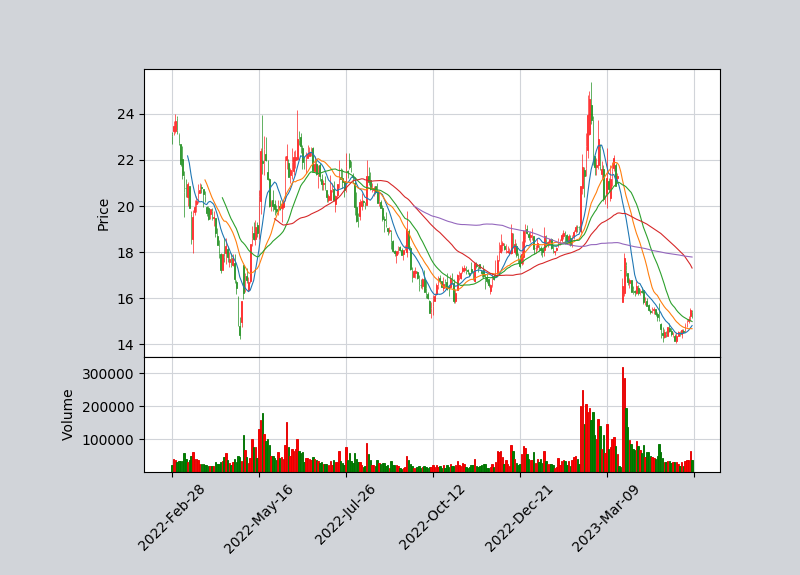 Price
24
22
20
18
16
14
Volume
300000
200000
100000
2022-Feb-28
2022-May-16
2022-Jul-26
2022-Oct-12
2022-Dec-21
2023-Mar-09